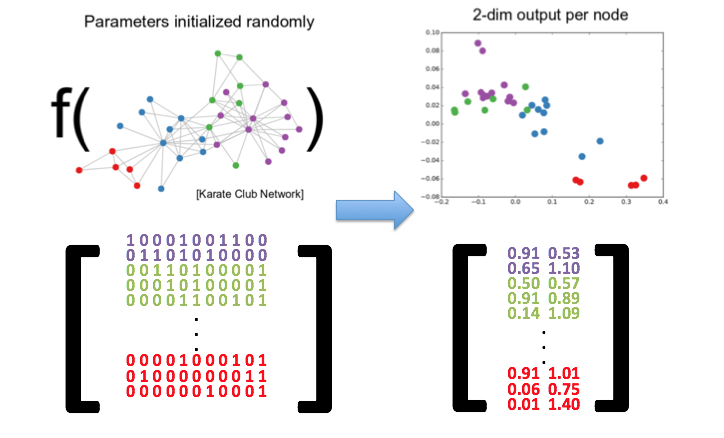 Parameters initialized randomly
2-dim output per node
f( )
[Karate Club Network]
0.10
0.08
0.06
0.04
0.02
0.00
−0.02
−0.04
−0.06
−0.08
−0.2 −0.1 0.0 0.1 0.2 0.3 0.4
1 0 0 0 1 0 0 1 1 0 0
0 1 1 0 1 0 1 0 0 0 0
0 0 1 1 0 1 0 0 0 0 1
0 0 0 1 0 1 0 0 0 0 1
0 0 0 0 1 1 0 0 1 0 1
.
.
.
0 0 0 0 1 0 0 0 1 0 1
0 1 0 0 0 0 0 0 0 1 1
0 0 0 0 0 0 1 0 0 0 1
0.91 0.53
0.65 1.10
0.50 0.57
0.91 0.89
0.14 1.09
.
.
.
0.91 1.01
0.06 0.75
0.01 1.40